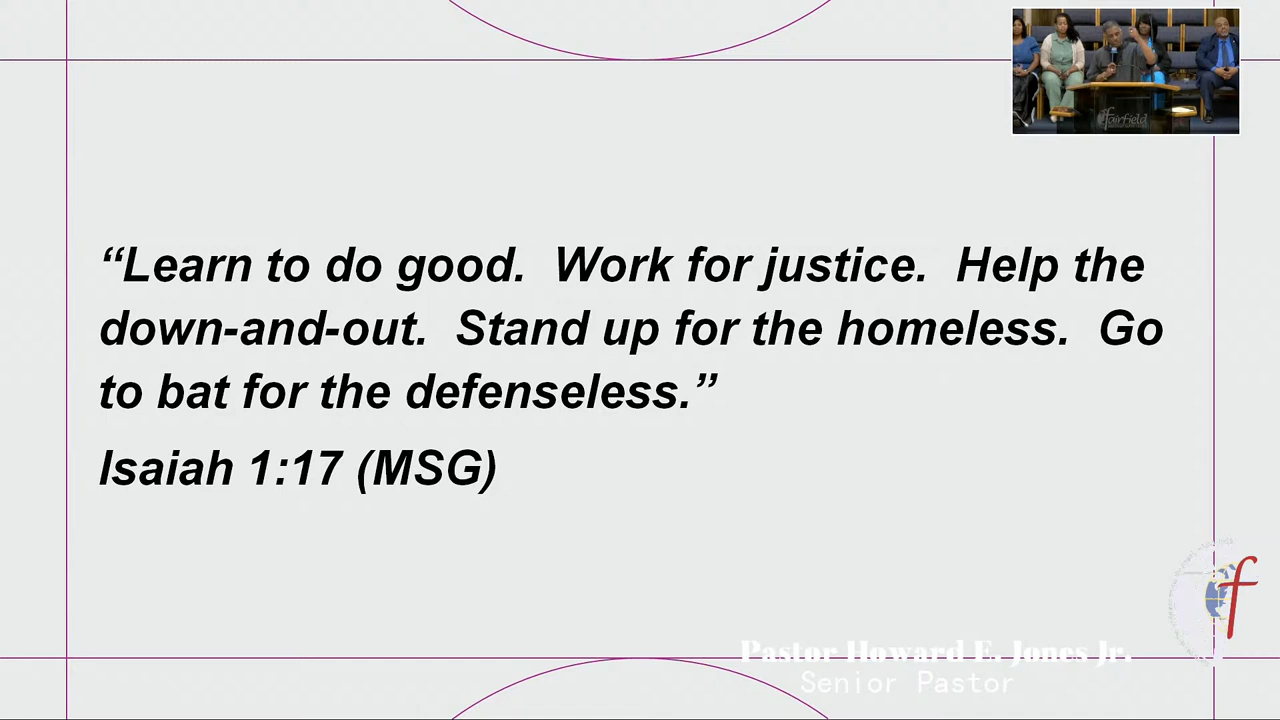 fairfield
“Learn to do good.  Work for justice.  Help the
down-and-out.  Stand up for the homeless.  Go
to bat for the defenseless.”
Isaiah 1:17 (MSG)
f
Pastor Howard E. Jones Jr.
Senior Pastor